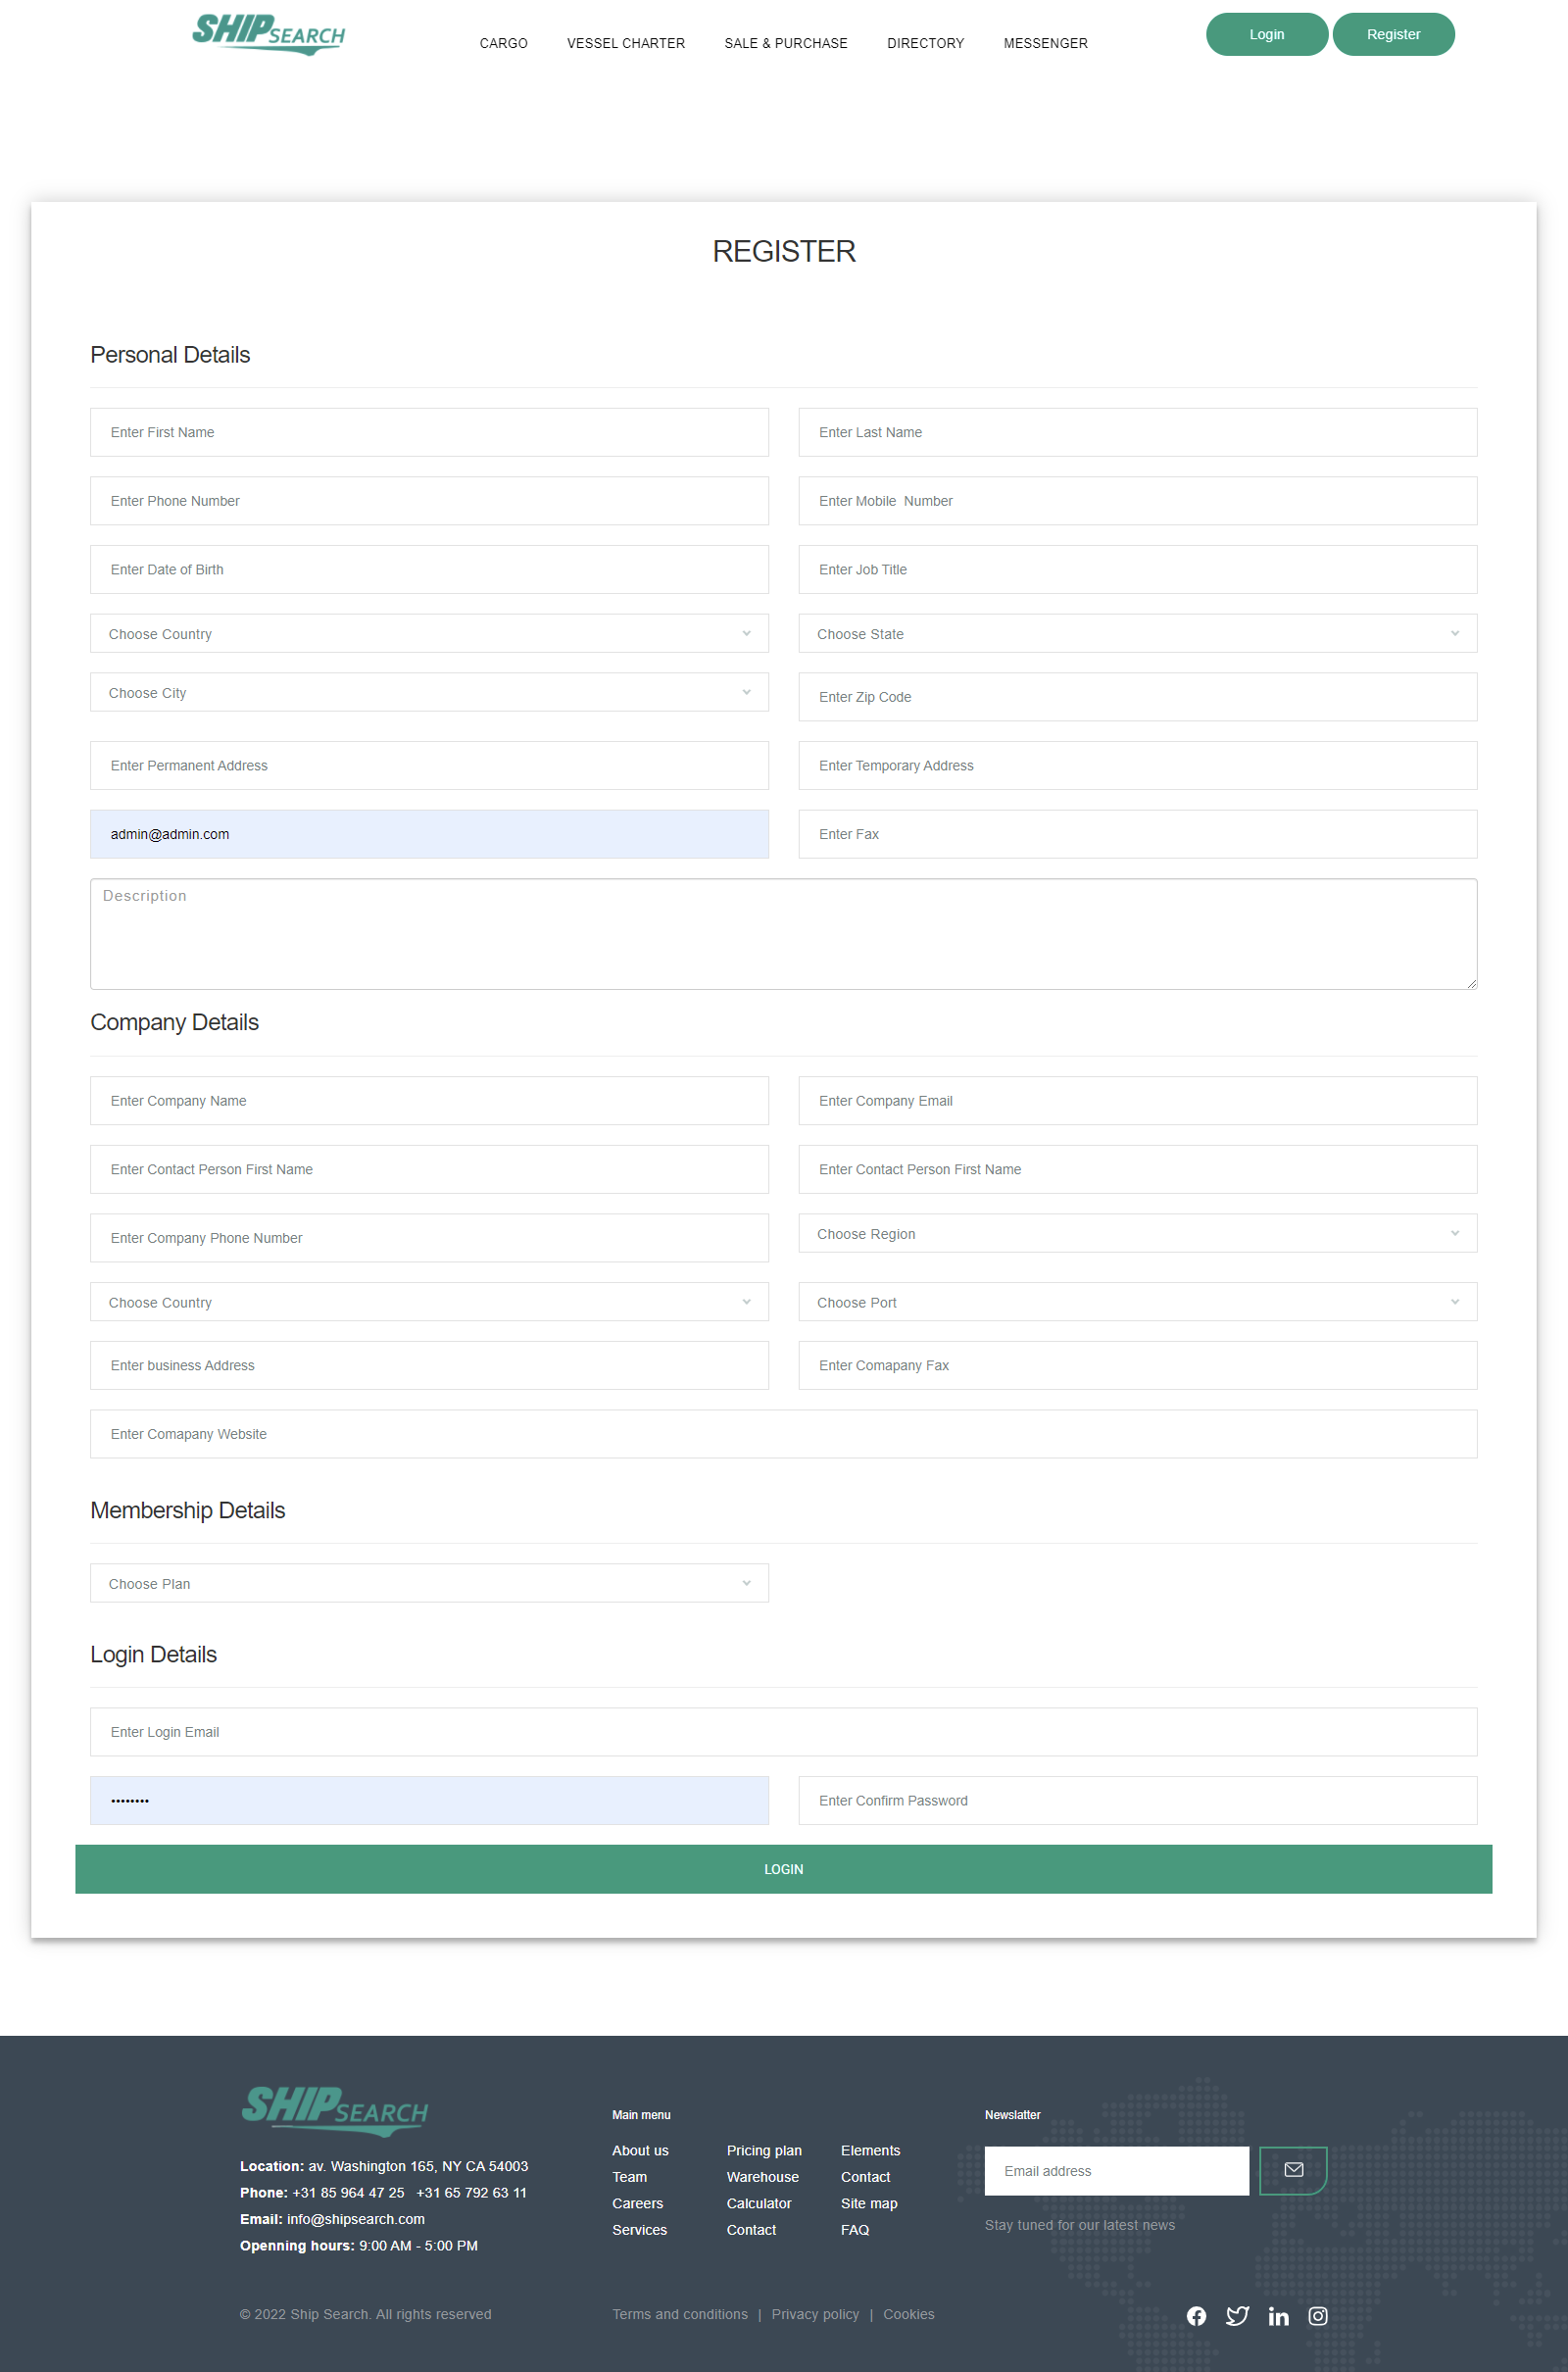 SHIPSEARCH
CARGO VESSEL CHARTER SALE & PURCHASE DIRECTORY MESSENGER
Login Register
REGISTER
Personal Details
Enter First Name Enter Last Name
Enter Phone Number Enter Mobile  Number
Enter Date of Birth Enter Job Title
Choose Country Choose State
Choose City Enter Zip Code
Enter Permanent Address Enter Temporary Address
admin@admin.com Enter Fax
Description
Company Details
Enter Company Name Enter Company Email
Enter Contact Person First Name Enter Contact Person First Name
Enter Company Phone Number Choose Region
Choose Country Choose Port
Enter business Address Enter Comapany Fax
Enter Comapany Website
Membership Details
Choose Plan
Login Details
Enter Login Email
•••••••• Enter Confirm Password
LOGIN
SHIPSEARCH
Location: av. Washington 165, NY CA 54003
Phone: +31 85 964 47 25 +31 65 792 63 11
Email: info@shipsearch.com
Openning hours: 9:00 AM - 5:00 PM
Main menu
About us Pricing plan Elements
Team Warehouse Contact
Careers Calculator Site map
Services Contact FAQ
Newslatter
Email address
Stay tuned for our latest news
© 2022 Ship Search. All rights reserved
Terms and conditions | Privacy policy | Cookies